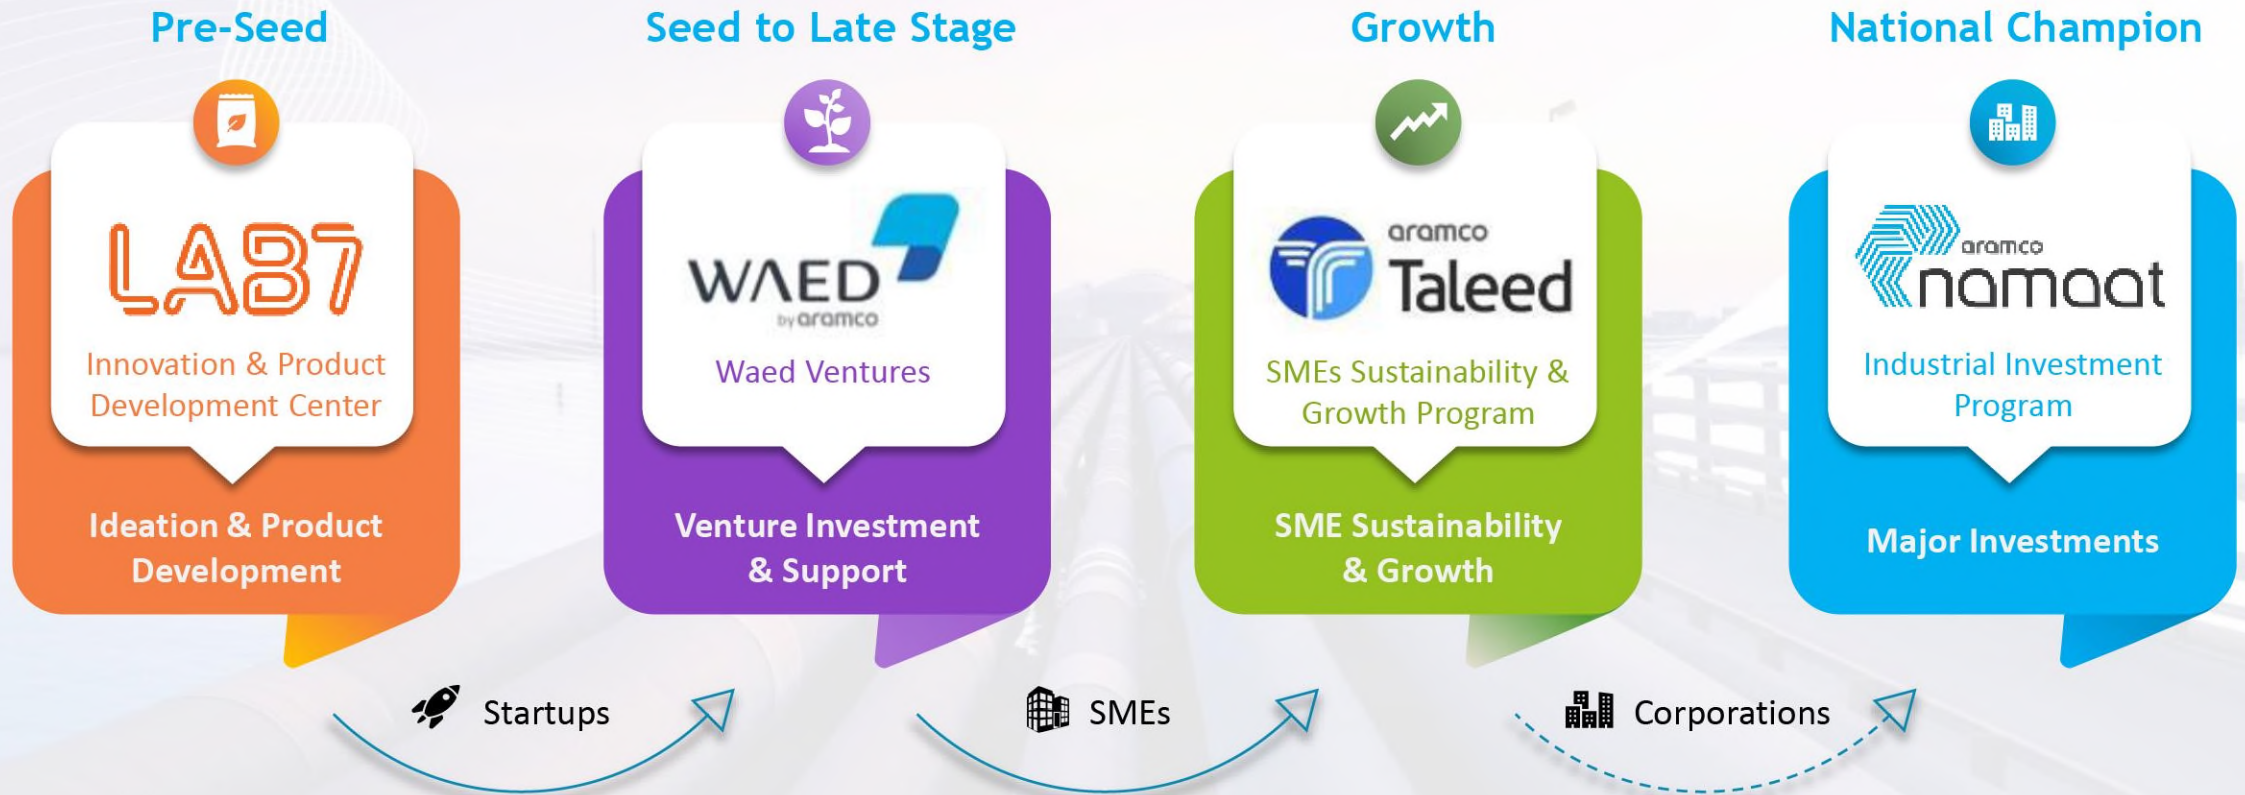 Pre-Seed
LAB7
Innovation & Product
Development Center
Ideation & Product
Development
Seed to Late Stage
WAED
by aramco
Waed Ventures
Venture Investment
& Support
Growth
aramco
Taleed
SMEs Sustainability &
Growth Program
SME Sustainability
& Growth
National Champion
aramco
namaat
Industrial Investment
Program
Major Investments
Startups
SMEs
Corporations